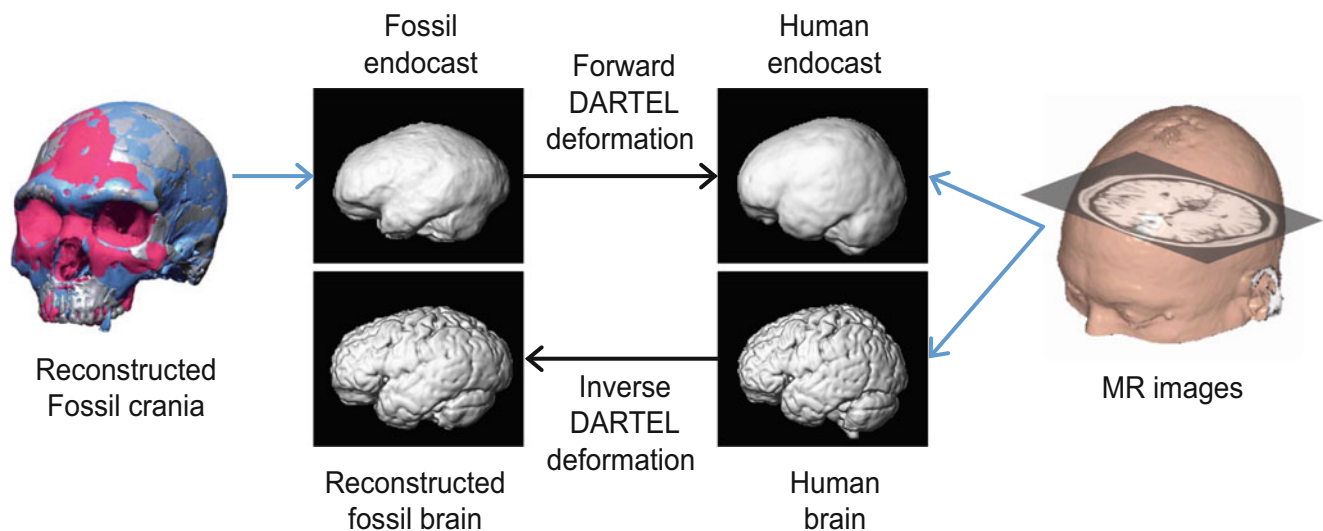 Fossil
endocast
Forward
DARTEL
deformation
Human
endocast
Reconstructed
Fossil crania
MR images
Inverse
DARTEL
deformation
Reconstructed
fossil brain
Human
brain